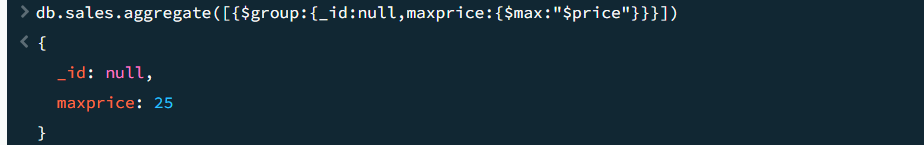 > db.sales.aggregate([{$group:{_id:null,maxprice:{$max:"$price"}}}])
< {
_id: null,
maxprice: 25
}